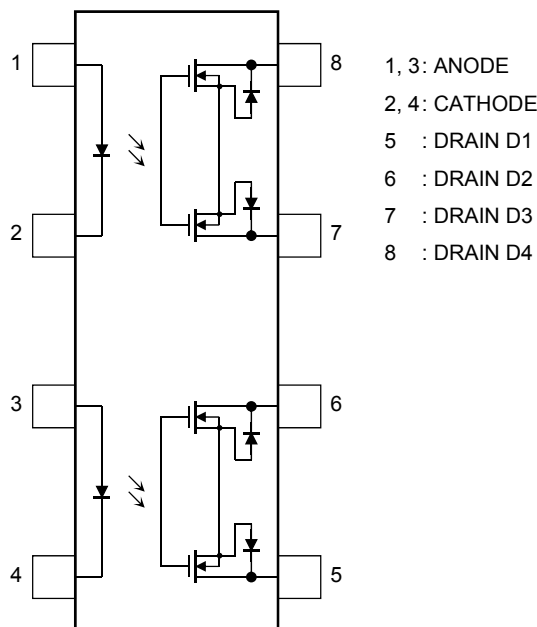 1
8
2
7
3
6
4
5
1, 3: ANODE
2, 4: CATHODE
5 : DRAIN D1
6 : DRAIN D2
7 : DRAIN D3
8 : DRAIN D4